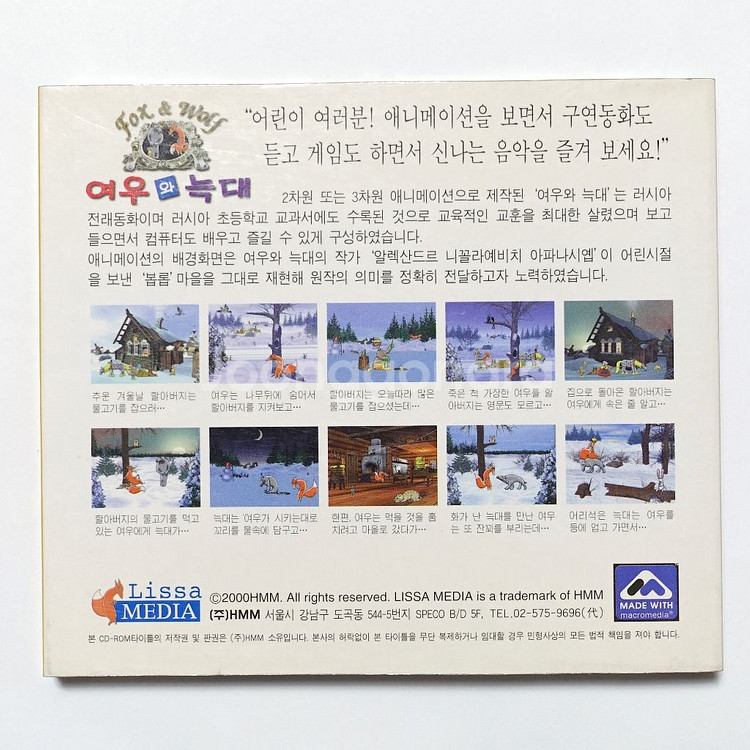 Fox & Wolf
여우와 늑대
“어린이 여러분! 애니메이션을 보면서 구연동화도
듣고 게임도 하면서 신나는 음악을 즐겨 보세요!”
2차원 또는 3차원 애니메이션으로 제작된 ‘여우와 늑대’는 러시아
전래동화이며 러시아 초등학교 교과서에도 수록된 것으로 교육적인 교훈을 최대한 살렸으며 보고
들으면서 컴퓨터도 배우고 즐길 수 있게 구성하였습니다.
애니메이션의 배경화면은 여우와 늑대의 작가 ‘알렉산드르 니꼴라예비치 아파나시엡’이 어린시절
을 보낸 ‘봅롭’마을을 그대로 재현해 원작의 의미를 정확히 전달하고자 노력하였습니다.
추운 겨울날 할아버지는
물고기를 잡으러…
여우는 나무뒤에 숨어서
할아버지를 지켜보고…
할아버지는 오늘따라 많은
물고기를 잡으셨는데…
죽은 척 가장한 여우를 할
아버지는 영문도 모르고…
집으로 돌아온 할아버지는
여우에게 속은 줄 알고…
할아버지의 물고기를 먹고
있는 여우에게 늑대가…
늑대는 여우가 시키는대로
꼬리를 물속에 담구고…
한편, 여우는 먹을 것을 훔
치려고 마을로 갔다가…
화가 난 늑대를 만난 여우
는 또 잔꾀를 부리는데…
어리석은 늑대는 여우를
등에 업고 가면서…
Lissa
MEDIA
©2000HMM. All rights reserved. LISSA MEDIA is a trademark of HMM
(주)HMM 서울시 강남구 도곡동 544-5번지 SPECO B/D 5F, TEL.02-575-9696(代)
MADE WITH
macromedia®
본 CD-ROM타이틀의 저작권 및 판권은 (주)HMM 소유입니다. 본사의 허락없이 본 타이틀을 무단 복제하거나 임대할 경우 민형사상의 모든 법적 책임을 져야 합니다.